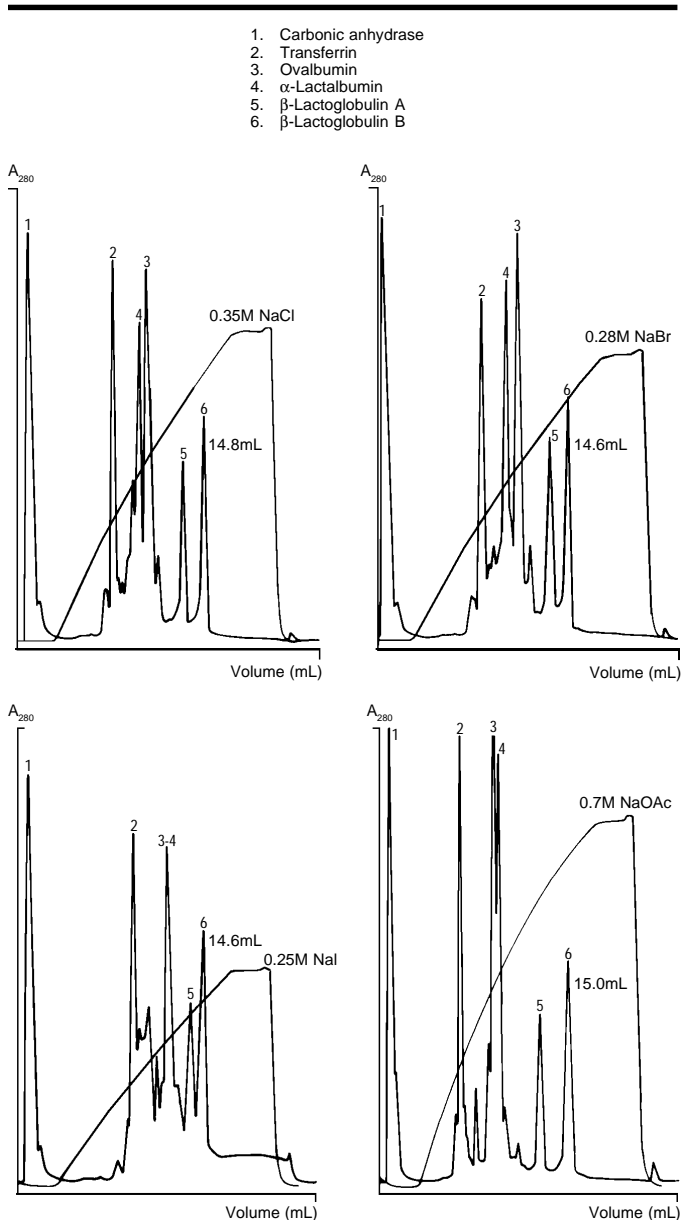 1. Carbonic anhydrase
2. Transferrin
3. Ovalbumin
4. α-Lactalbumin
5. β-Lactoglobulin A
6. β-Lactoglobulin B
A280
1
2
3
4
0.35M NaCl
6
14.8mL
5
Volume (mL)
A280
1
3
4
2
0.28M NaBr
6
5
14.6mL
Volume (mL)
A280
1
2
3-4
6
14.6mL
0.25M NaI
5
Volume (mL)
A280
1
2
3
4
0.7M NaOAc
6
15.0mL
5
Volume (mL)